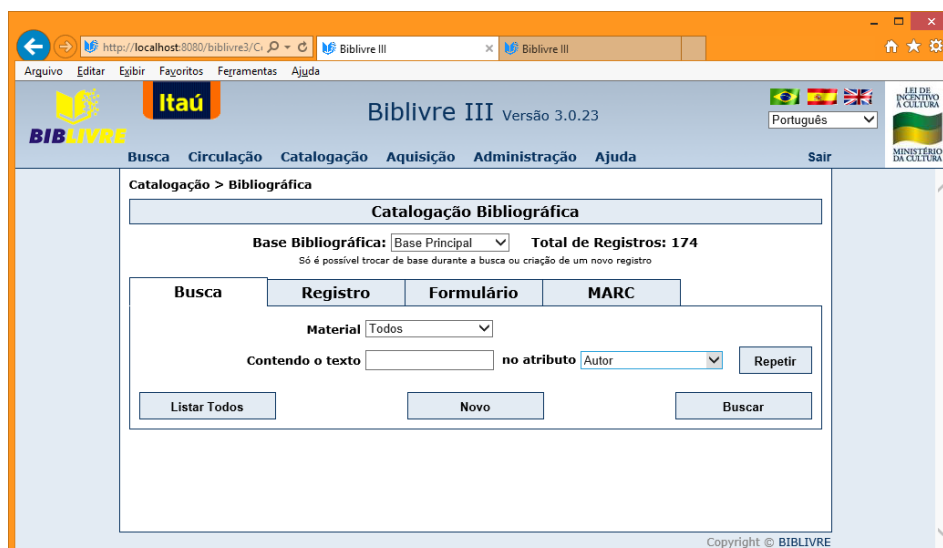 http://localhost:8080/biblivre3/C
Biblivre III
Biblivre III
Arquivo Editar Exibir Favoritos Ferramentas Ajuda
BIBLIVRE
Itaú
Biblivre III Versão 3.0.23
Português
LEI DE
INCENTIVO
À CULTURA
MINISTÉRIO
DA CULTURA
Busca Circulação Catalogação Aquisição Administração Ajuda Sair
Catalogação > Bibliográfica
Catalogação Bibliográfica
Base Bibliográfica: Base Principal Total de Registros: 174
Só é possível trocar de base durante a busca ou criação de um novo registro
Busca Registro Formulário MARC
Material Todos
Contendo o texto no atributo Autor Repetir
Listar Todos Novo Buscar
Copyright © BIBLIVRE